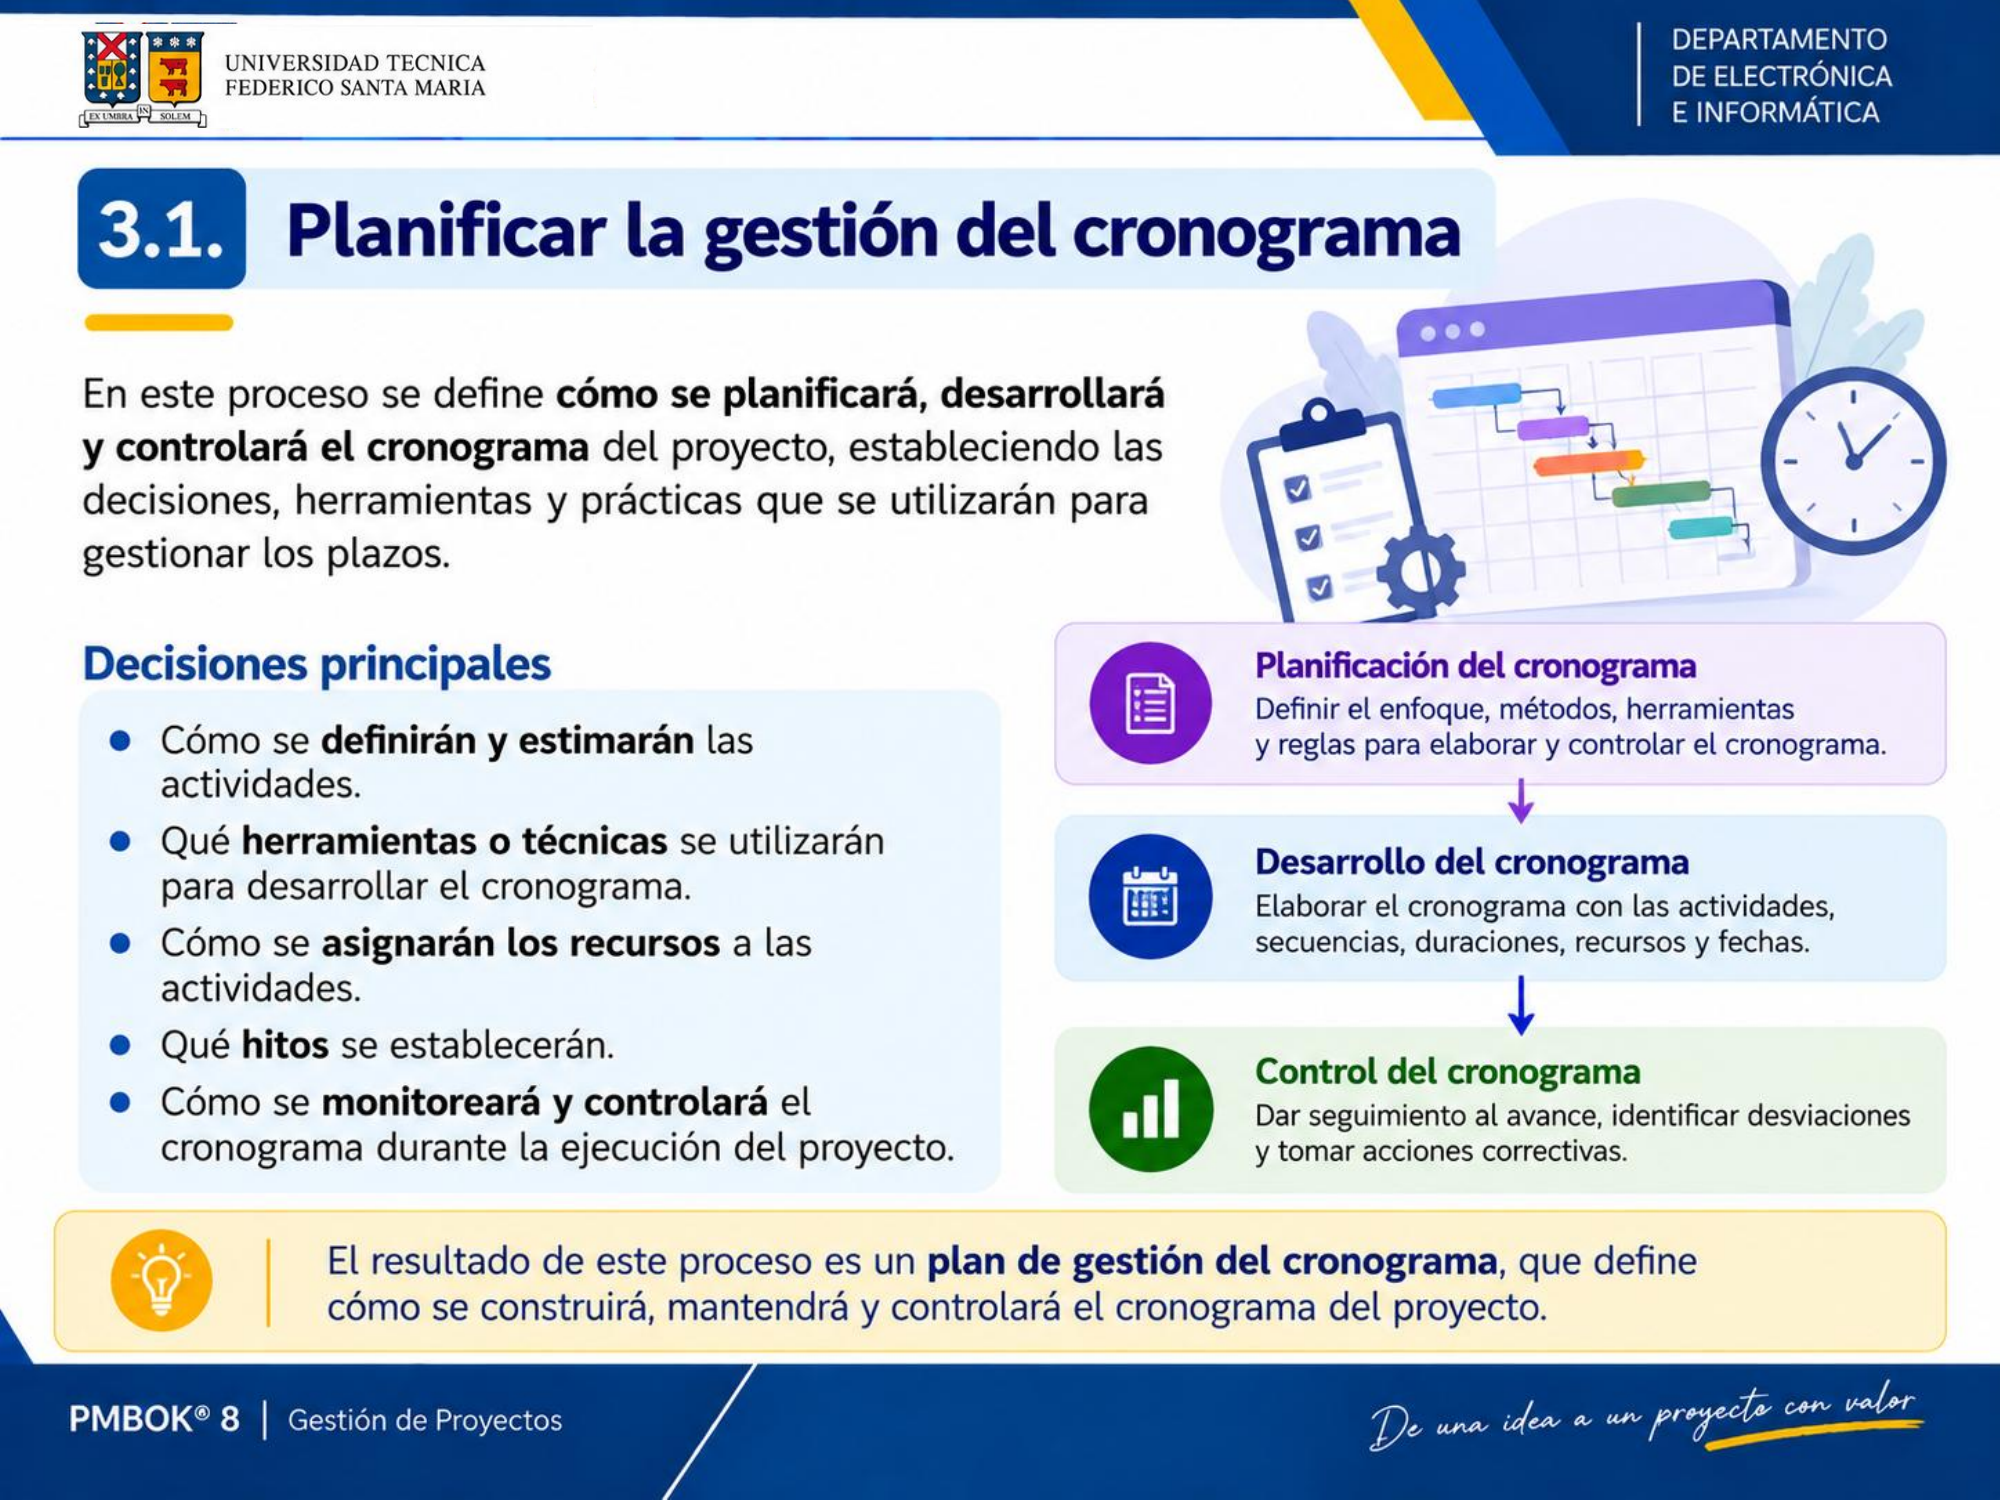 UNIVERSIDAD TECNICA
FEDERICO SANTA MARIA
EX UMBRA IN SOLEM
DEPARTAMENTO
DE ELECTRÓNICA
E INFORMÁTICA
3.1. Planificar la gestión del cronograma
En este proceso se define cómo se planificará, desarrollará
y controlará el cronograma del proyecto, estableciendo las
decisiones, herramientas y prácticas que se utilizarán para
gestionar los plazos.
Decisiones principales
● Cómo se definirán y estimarán las
actividades.
● Qué herramientas o técnicas se utilizarán
para desarrollar el cronograma.
● Cómo se asignarán los recursos a las
actividades.
● Qué hitos se establecerán.
● Cómo se monitoreará y controlará el
cronograma durante la ejecución del proyecto.
Planificación del cronograma
Definir el enfoque, métodos, herramientas
y reglas para elaborar y controlar el cronograma.
Desarrollo del cronograma
Elaborar el cronograma con las actividades,
secuencias, duraciones, recursos y fechas.
Control del cronograma
Dar seguimiento al avance, identificar desviaciones
y tomar acciones correctivas.
El resultado de este proceso es un plan de gestión del cronograma, que define
cómo se construirá, mantendrá y controlará el cronograma del proyecto.
PMBOK® 8 | Gestión de Proyectos
De una idea a un proyecto con valor